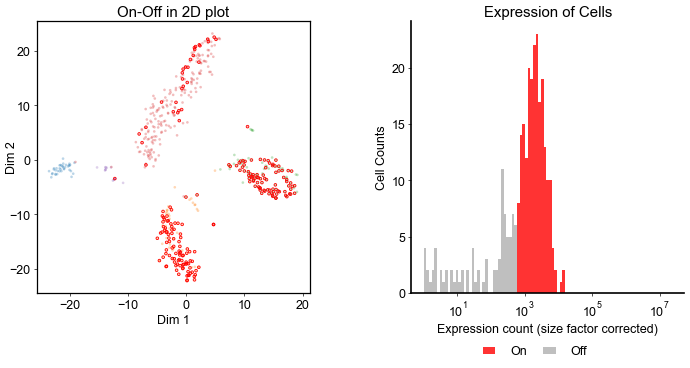 On-Off in 2D plot
20
10
0
−10
−20
Dim 2
−20 −10 0 10 20
Dim 1
Expression of Cells
20
15
10
5
0
Cell Counts
10^1 10^3 10^5 10^7
Expression count (size factor corrected)
On Off